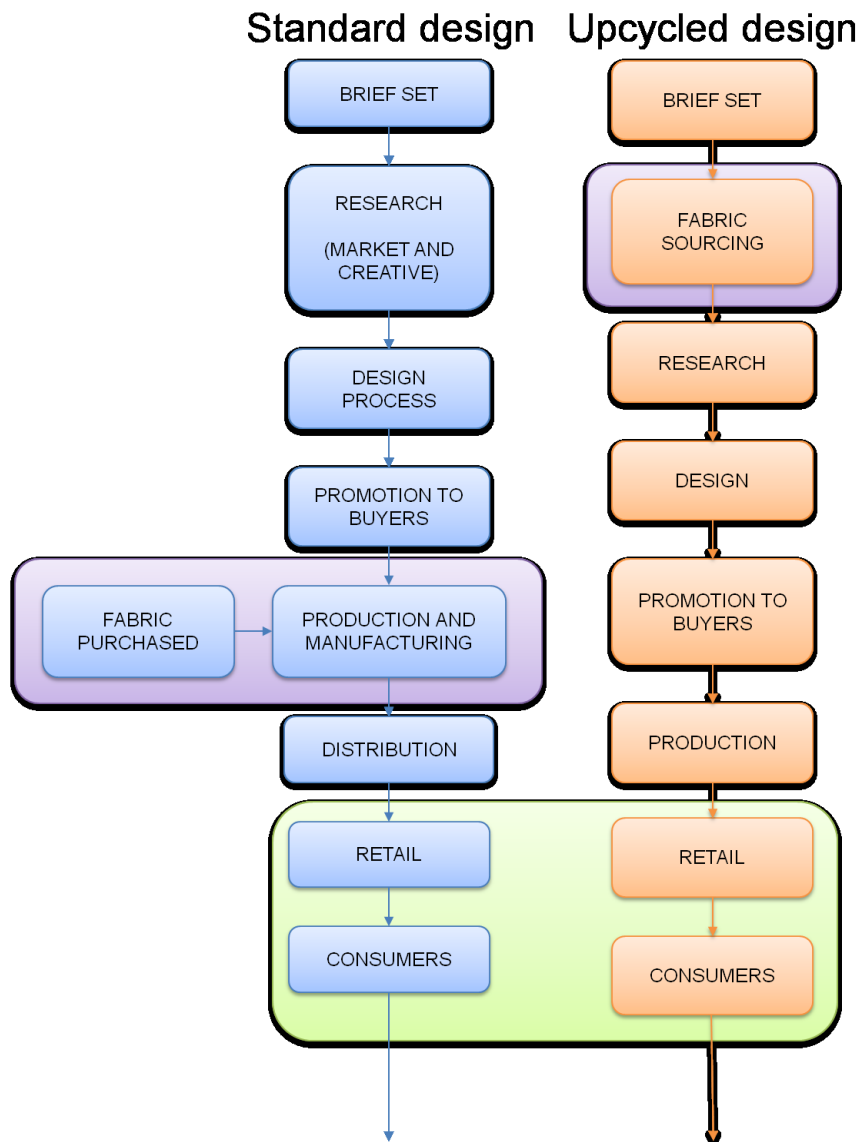 Standard design
BRIEF SET
RESEARCH
(MARKET AND
CREATIVE)
DESIGN
PROCESS
PROMOTION TO
BUYERS
FABRIC
PURCHASED
PRODUCTION AND
MANUFACTURING
DISTRIBUTION
RETAIL
CONSUMERS
Upcycled design
BRIEF SET
FABRIC
SOURCING
RESEARCH
DESIGN
PROMOTION TO
BUYERS
PRODUCTION
RETAIL
CONSUMERS